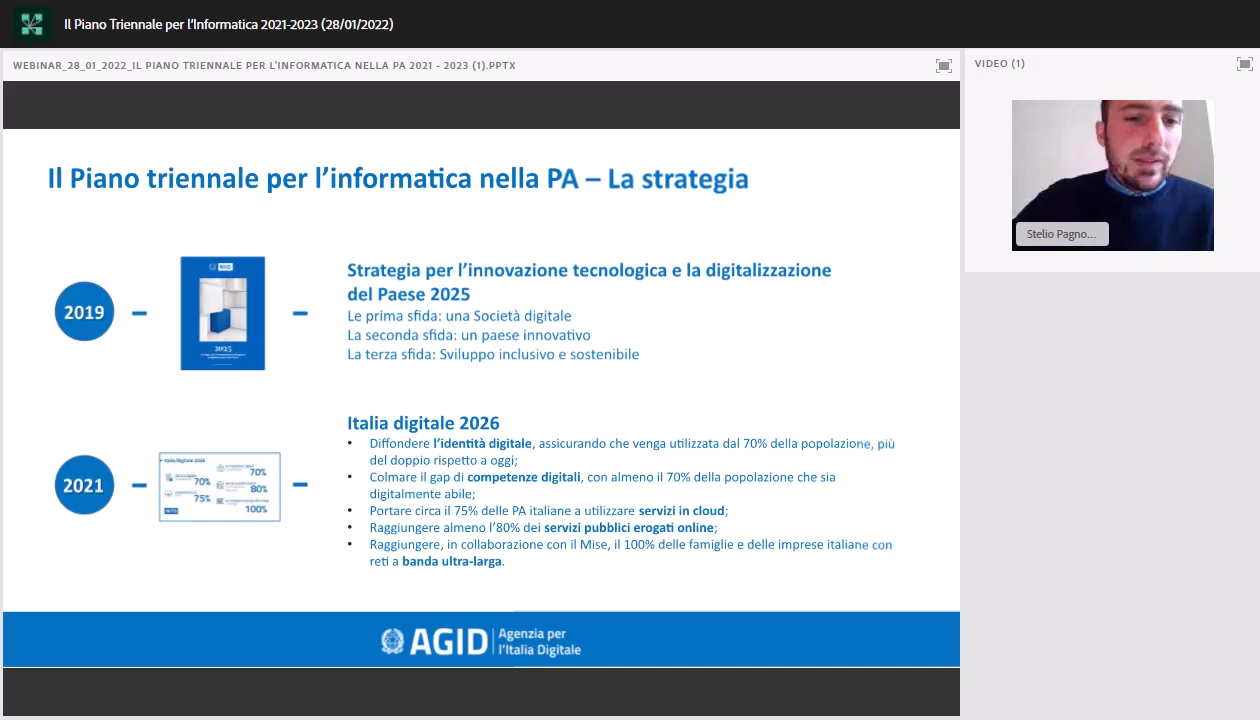 Il Piano Triennale per l'Informatica 2021-2023 (28/01/2022)
WEBINAR_28_01_2022_IL PIANO TRIENNALE PER L'INFORMATICA NELLA PA 2021 - 2023 (1).PPTX
VIDEO (1)
Stelio Pagno...
Il Piano triennale per l'informatica nella PA – La strategia
2019
AGID
2025
Strategia per l'innovazione tecnologica e la digitalizzazione
del Paese 2025
Le prima sfida: una Società digitale
La seconda sfida: un paese innovativo
La terza sfida: Sviluppo inclusivo e sostenibile
2021
Italia digitale 2026
70%
70%
80%
75%
100%
Italia digitale 2026
• Diffondere l'identità digitale, assicurando che venga utilizzata dal 70% della popolazione, più
del doppio rispetto a oggi;
• Colmare il gap di competenze digitali, con almeno il 70% della popolazione che sia
digitalmente abile;
• Portare circa il 75% delle PA italiane a utilizzare servizi in cloud;
• Raggiungere almeno l'80% dei servizi pubblici erogati online;
• Raggiungere, in collaborazione con il Mise, il 100% delle famiglie e delle imprese italiane con
reti a banda ultra-larga.
AGID
Agenzia per
l'Italia Digitale